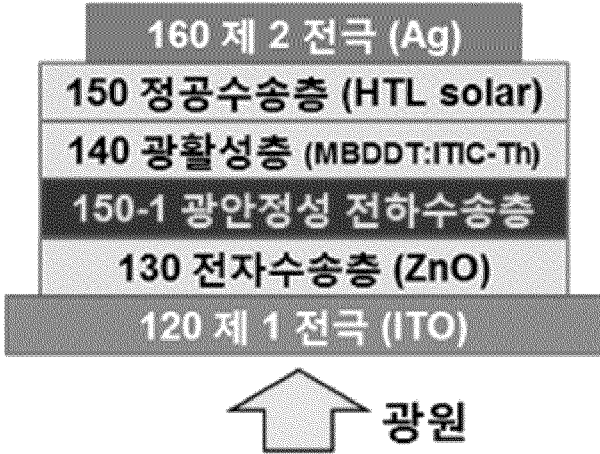 160 제 2 전극 (Ag)
150 정공수송층 (HTL solar)
140 광활성층 (MBDDT:ITIC-Th)
150-1 광안정성 전하수송층
130 전자수송층 (ZnO)
120 제 1 전극 (ITO)
광원